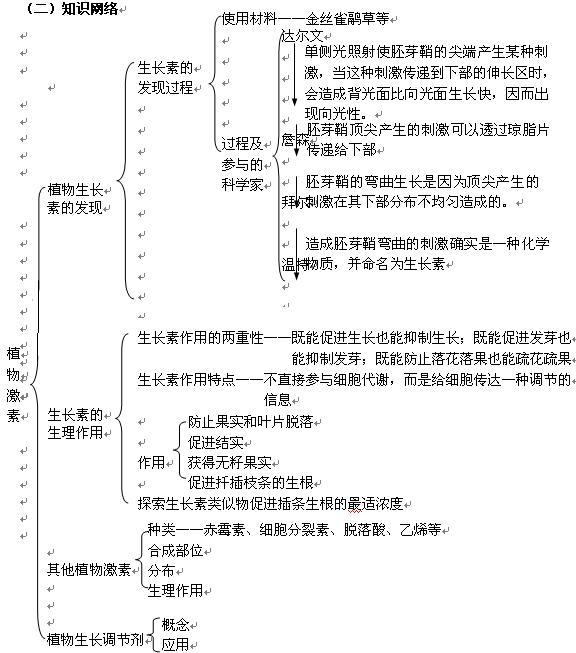 （二）知识网络
使用材料——金丝雀鹝草等
达尔文
单侧光照射使胚芽鞘的尖端产生某种刺
激，当这种刺激传递到下部的伸长区时，
会造成背光面比向光面生长快，因而出
现向光性。
生长素的
发现过程
胚芽鞘顶尖产生的刺激可以透过琼脂片
传递给下部
詹森
过程及
参与的
科学家
胚芽鞘的弯曲生长是因为顶尖产生的
刺激在其下部分布不均匀造成的。
拜尔
植物生长
素的发现
造成胚芽鞘弯曲的刺激确实是一种化学
物质，并命名为生长素
温特
生长素作用的两重性——既能促进生长也能抑制生长；既能促进发芽也
能抑制发芽；既能防止落花落果也能疏花疏果
植物激素
生长素作用特点——不直接参与细胞代谢，而是给细胞传达一种调节的
信息
生长素的
生理作用
防止果实和叶片脱落
促进结实
作用
获得无籽果实
促进扦插枝条的生根
探索生长素类似物促进插条生根的最适浓度
种类——赤霉素、细胞分裂素、脱落酸、乙烯等
合成部位
其他植物激素
分布
生理作用
概念
植物生长调节剂
应用